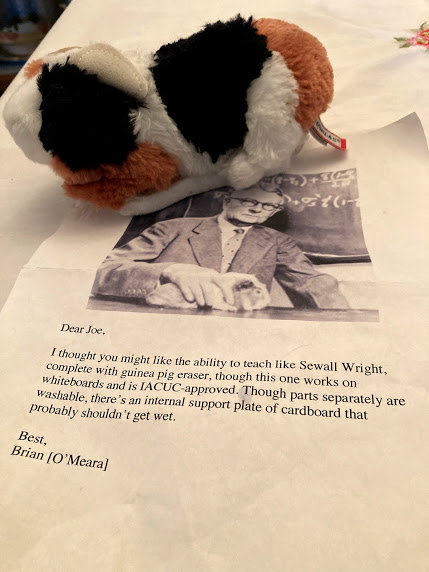 Dear Joe,
I thought you might like the ability to teach like Sewall Wright,
complete with guinea pig eraser, though this one works on
whiteboards and is IACUC-approved. Though parts separately are
washable, there's an internal support plate of cardboard that
probably shouldn't get wet.
Best,
Brian [O'Meara]